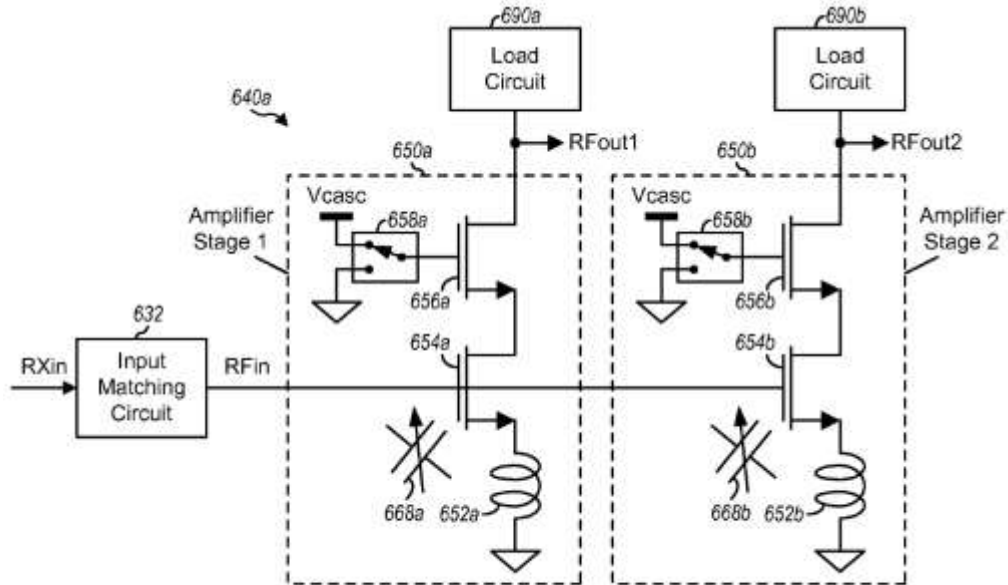 690a
690b
Load
Circuit
Load
Circuit
640a
RFout1
RFout2
650a
650b
Vcasc
Vcasc
658a
658b
Amplifier
Stage 1
Amplifier
Stage 2
656a
656b
632
654a
654b
RXin
Input
Matching
Circuit
RFin
668a
652a
668b
652b